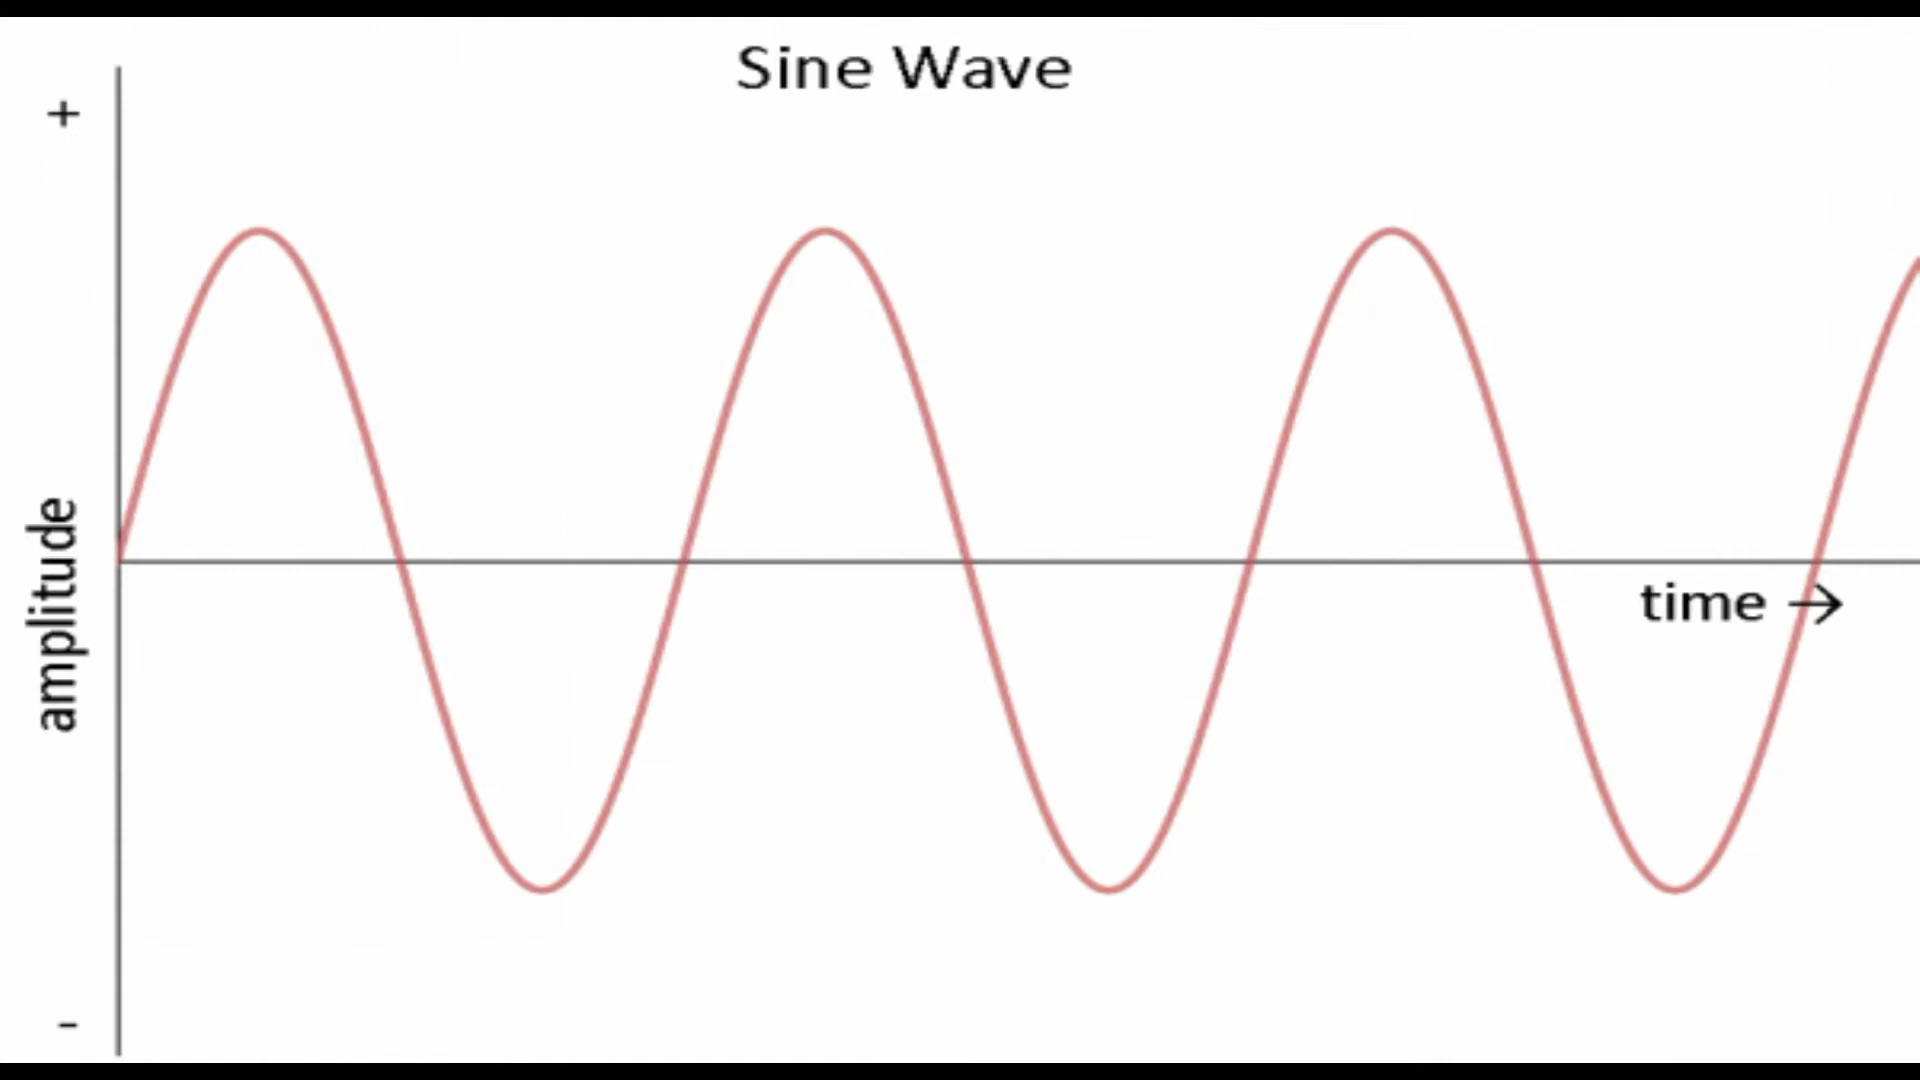 Sine Wave
+
amplitude
time →
-